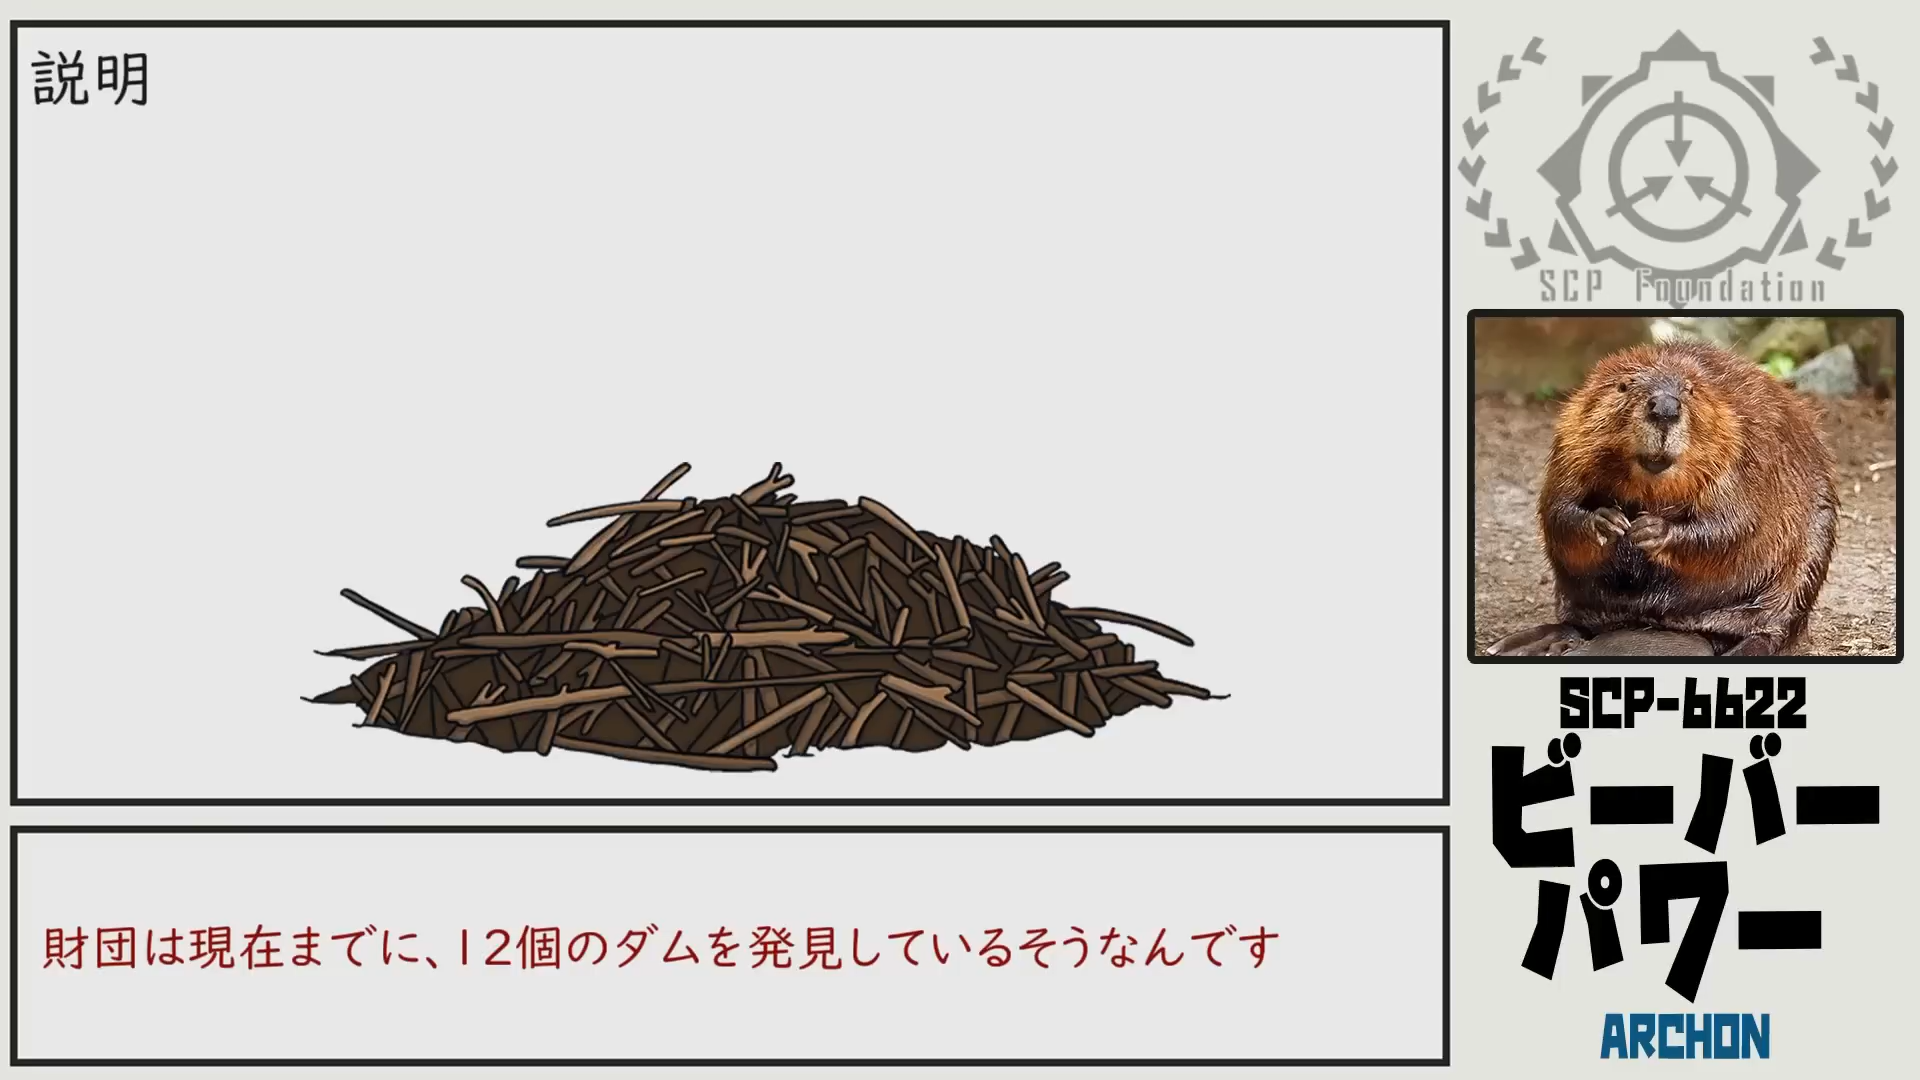 説明
財団は現在までに、12個のダムを発見しているそうなんです
SCP Foundation
SCP-6622
ビーバー
パワー
ARCHON